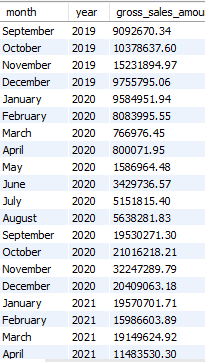 month year gross_sales_amou
September 2019 9092670.34
October 2019 10378637.60
November 2019 15231894.97
December 2019 9755795.06
January 2020 9584951.94
February 2020 8083995.55
March 2020 766976.45
April 2020 800071.95
May 2020 1586964.48
June 2020 3429736.57
July 2020 5151815.40
August 2020 5638281.83
September 2020 19530271.30
October 2020 21016218.21
November 2020 32247289.79
December 2020 20409063.18
January 2021 19570701.71
February 2021 15986603.89
March 2021 19149624.92
April 2021 11483530.30